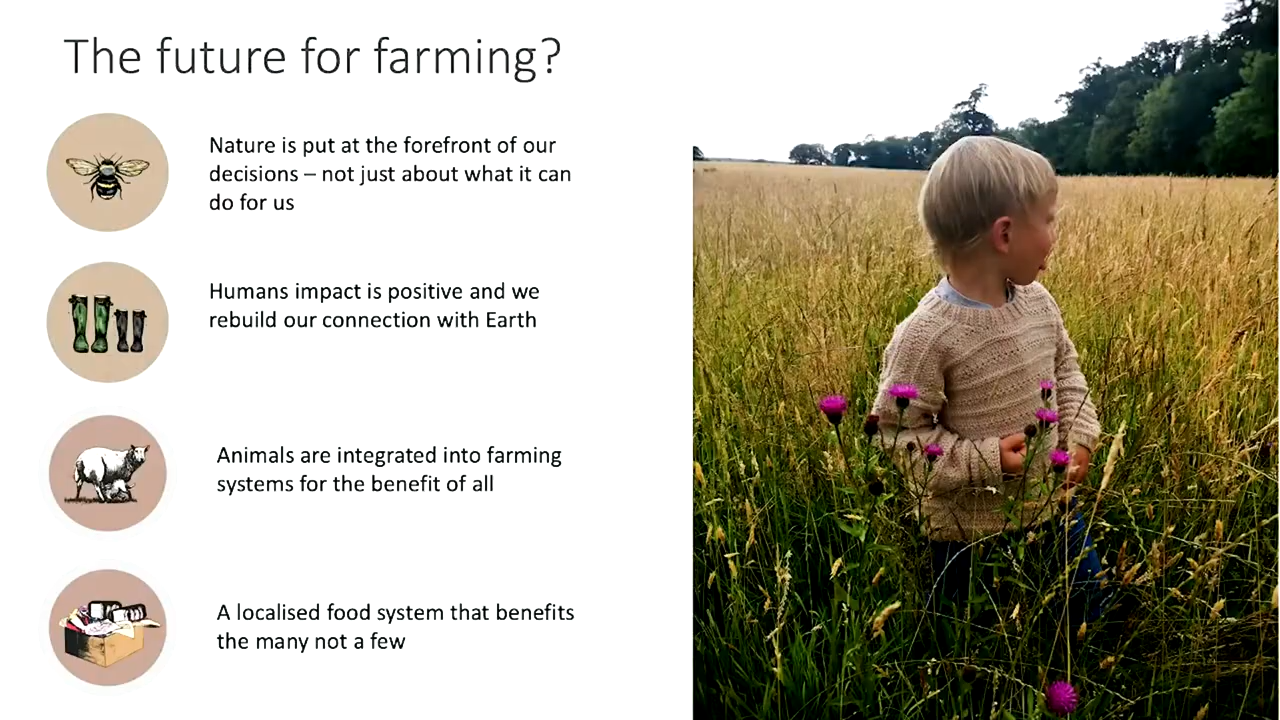 The future for farming?
Nature is put at the forefront of our
decisions – not just about what it can
do for us
Humans impact is positive and we
rebuild our connection with Earth
Animals are integrated into farming
systems for the benefit of all
A localised food system that benefits
the many not a few